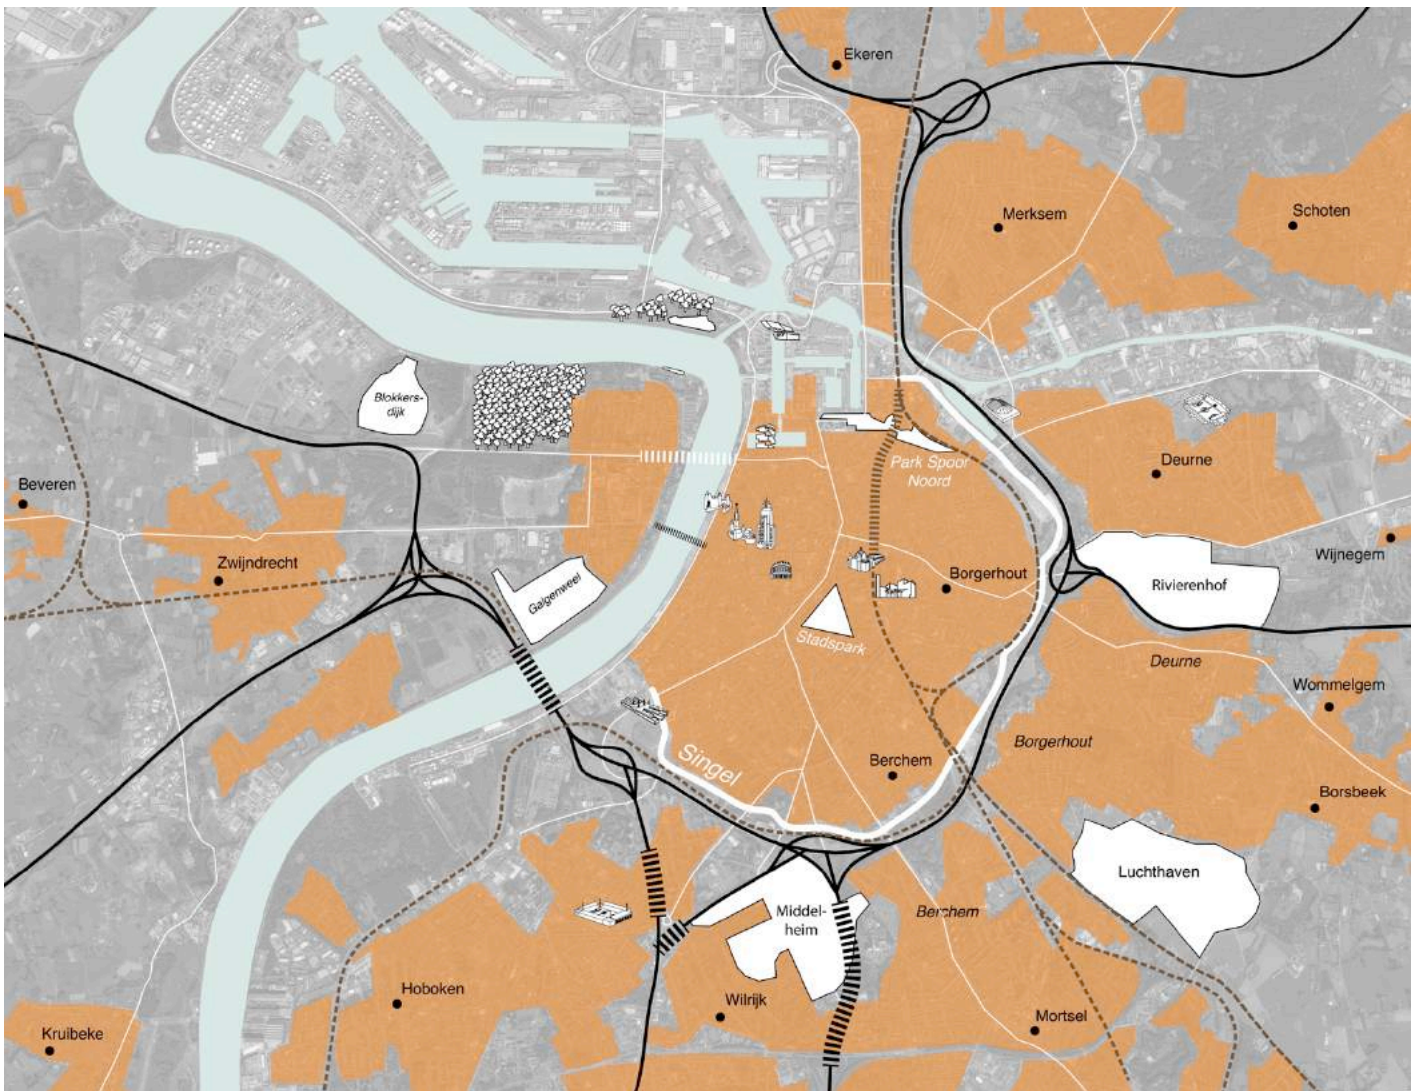 Ekeren
Merksem
Schoten
Blokkers-
dijk
Beveren
Park Spoor
Noord
Deurne
Wijnegem
Zwijndrecht
Galgenweel
Borgerhout
Rivierenhof
Stadspark
Deurne
Wommelgem
Singel
Borgerhout
Berchem
Borsbeek
Luchthaven
Middel-
heim
Berchem
Hoboken
Wilrijk
Mortsel
Kruibeke